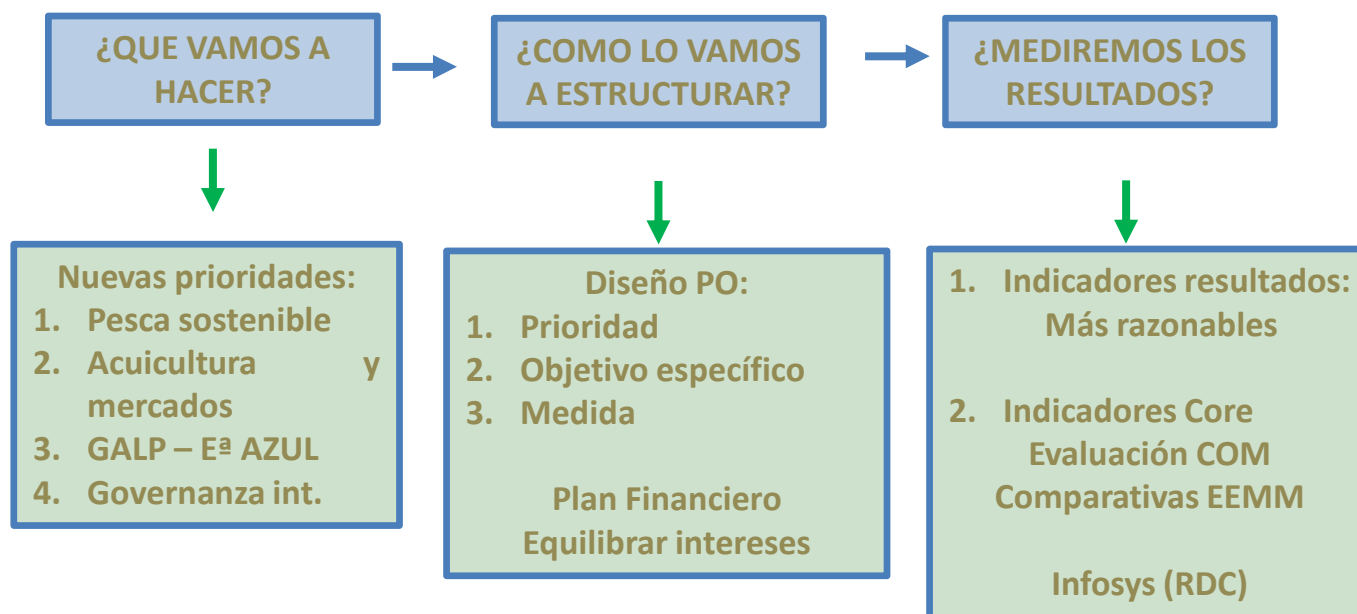 ¿QUE VAMOS A
HACER?
¿COMO LO VAMOS
A ESTRUCTURAR?
¿MEDIREMOS LOS
RESULTADOS?
Nuevas prioridades:
1. Pesca sostenible
2. Acuicultura y
mercados
3. GALP – Eª AZUL
4. Governanza int.
Diseño PO:
1. Prioridad
2. Objetivo específico
3. Medida
Plan Financiero
Equilibrar intereses
1. Indicadores resultados:
Más razonables
2. Indicadores Core
Evaluación COM
Comparativas EEMM
Infosys (RDC)